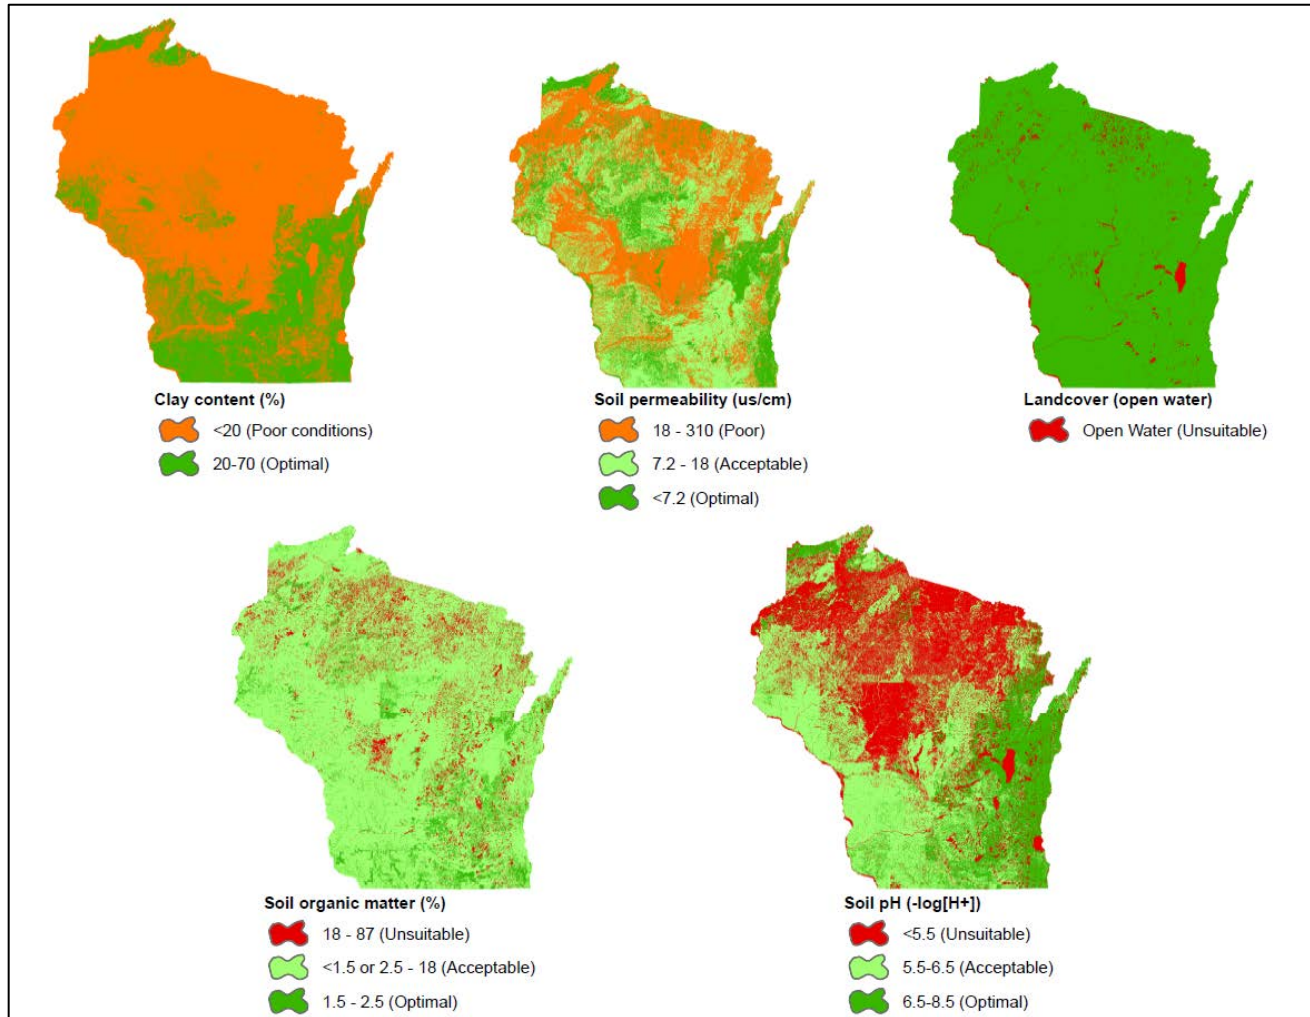 Clay content (%)
<20 (Poor conditions)
20-70 (Optimal)
Soil permeability (us/cm)
18 - 310 (Poor)
7.2 - 18 (Acceptable)
<7.2 (Optimal)
Landcover (open water)
Open Water (Unsuitable)
Soil organic matter (%)
18 - 87 (Unsuitable)
<1.5 or 2.5 - 18 (Acceptable)
1.5 - 2.5 (Optimal)
Soil pH (-log[H+])
<5.5 (Unsuitable)
5.5-6.5 (Acceptable)
6.5-8.5 (Optimal)